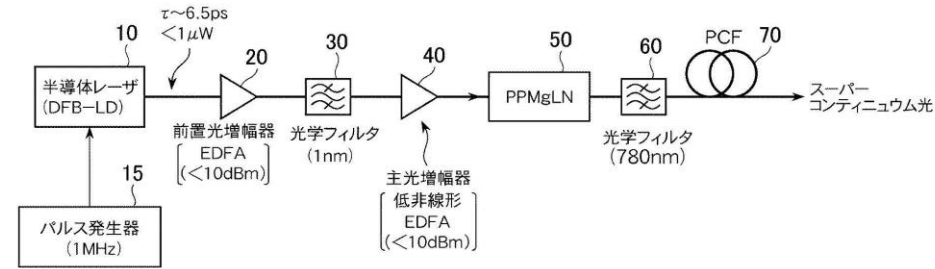 τ～6.5ps
＜1μW
10
半導体レーザ
(DFB−LD)
20
前置光増幅器
EDFA
(＜10dBm)
30
光学フィルタ
(1nm)
40
主光増幅器
低非線形
EDFA
(＜10dBm)
50
PPMgLN
60
光学フィルタ
(780nm)
PCF
70
スーパー
コンティニュウム光
15
パルス発生器
(1MHz)